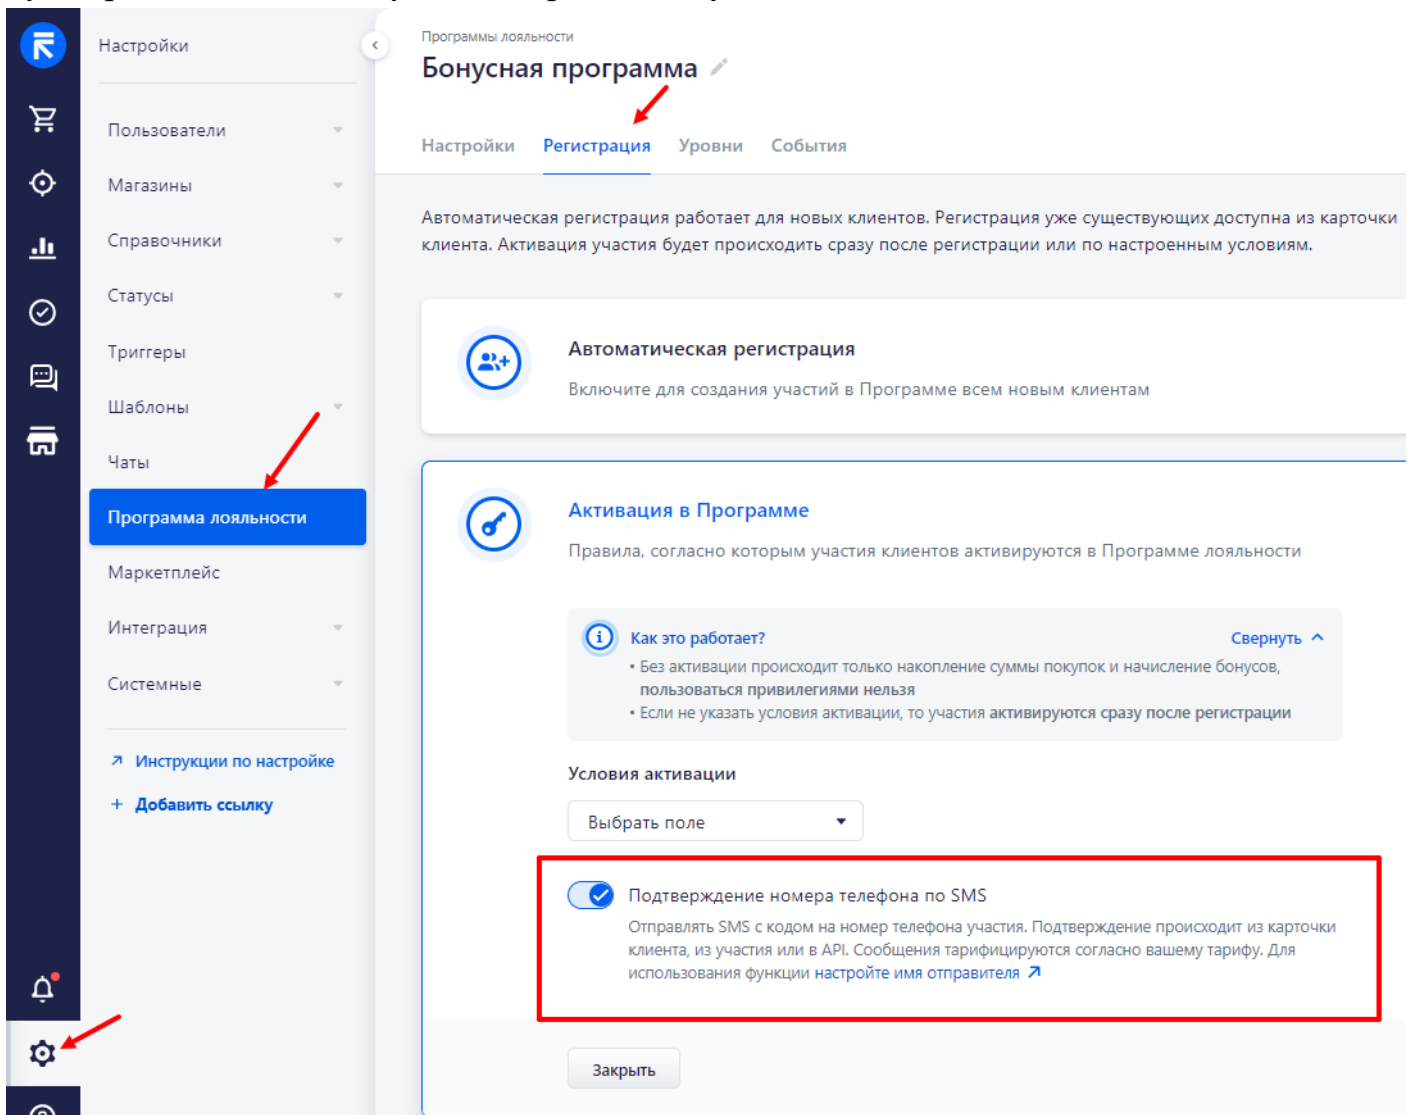 Настройки
Пользователи
Магазины
Справочники
Статусы
Триггеры
Шаблоны
Чаты
Программа лояльности
Маркетплейс
Интеграция
Системные
Инструкции по настройке
+ Добавить ссылку
Программы лояльности
Бонусная программа
Настройки Регистрация Уровни События
Автоматическая регистрация работает для новых клиентов. Регистрация уже существующих доступна из карточки
клиента. Активация участия будет происходить сразу после регистрации или по настроенным условиям.
Автоматическая регистрация
Включите для создания участий в Программе всем новым клиентам
Активация в Программе
Правила, согласно которым участия клиентов активируются в Программе лояльности
Как это работает? Свернуть
• Без активации происходит только накопление суммы покупок и начисление бонусов,
пользоваться привилегиями нельзя
• Если не указать условия активации, то участия активируются сразу после регистрации
Условия активации
Выбрать поле
Подтверждение номера телефона по SMS
Отправлять SMS с кодом на номер телефона участия. Подтверждение происходит из карточки
клиента, из участия или в API. Сообщения тарифицируются согласно вашему тарифу. Для
использования функции настройте имя отправителя
Закрыть